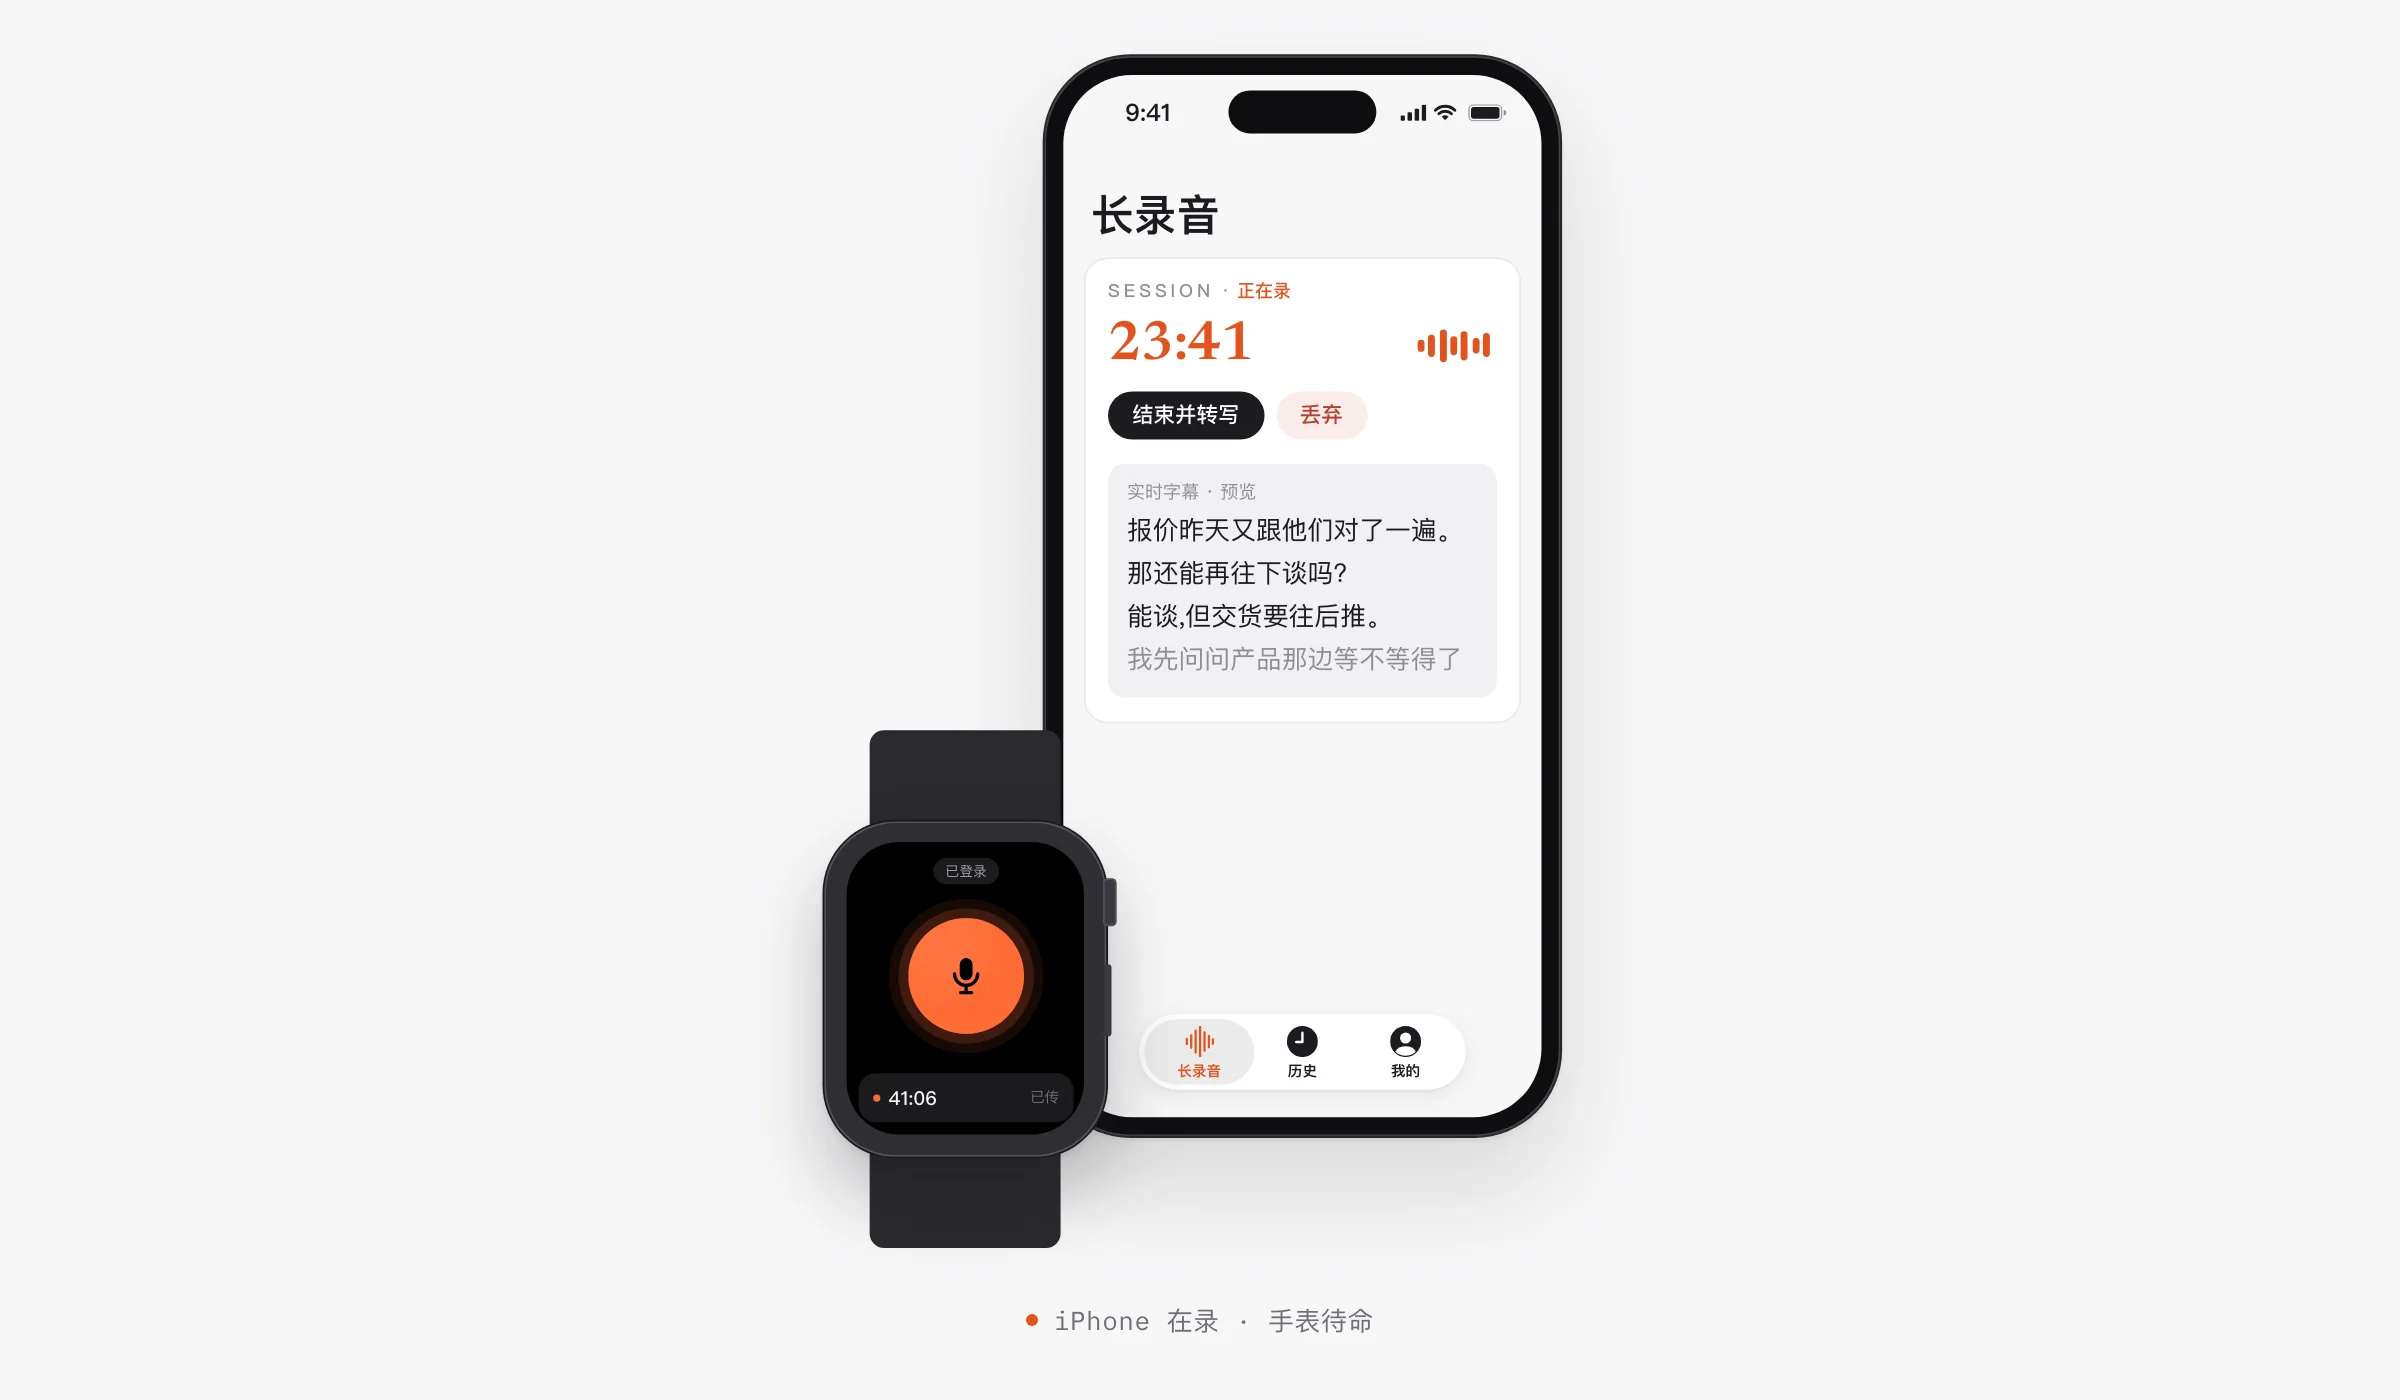 9:41
长录音
SESSION · 正在录
23:41
结束并转写
丢弃
实时字幕 · 预览
报价昨天又跟他们对了一遍。
那还能再往下谈吗?
能谈,但交货要往后推。
我先问问产品那边等不等得了
已登录
41:06
已传
长录音
历史
我的
iPhone 在录 · 手表待命